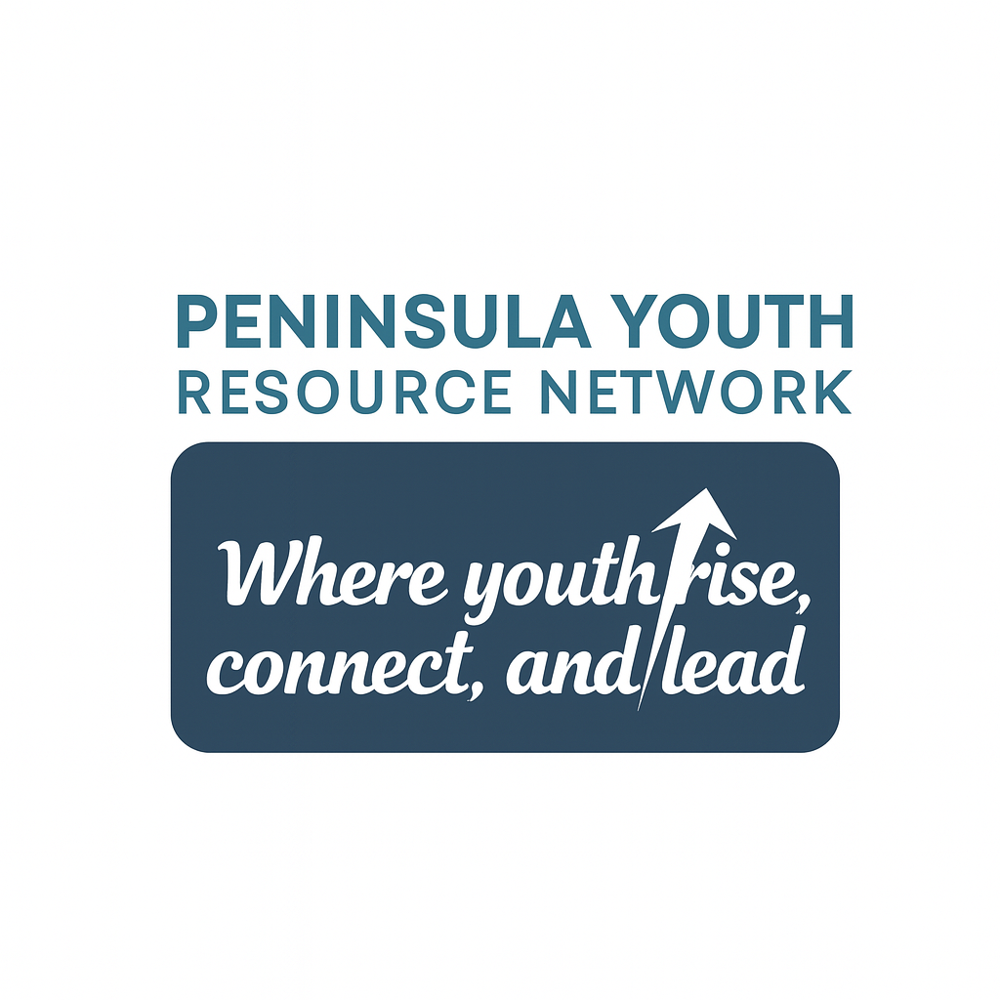 PENINSULA YOUTH
RESOURCE NETWORK
Where youth rise,
connect, and lead